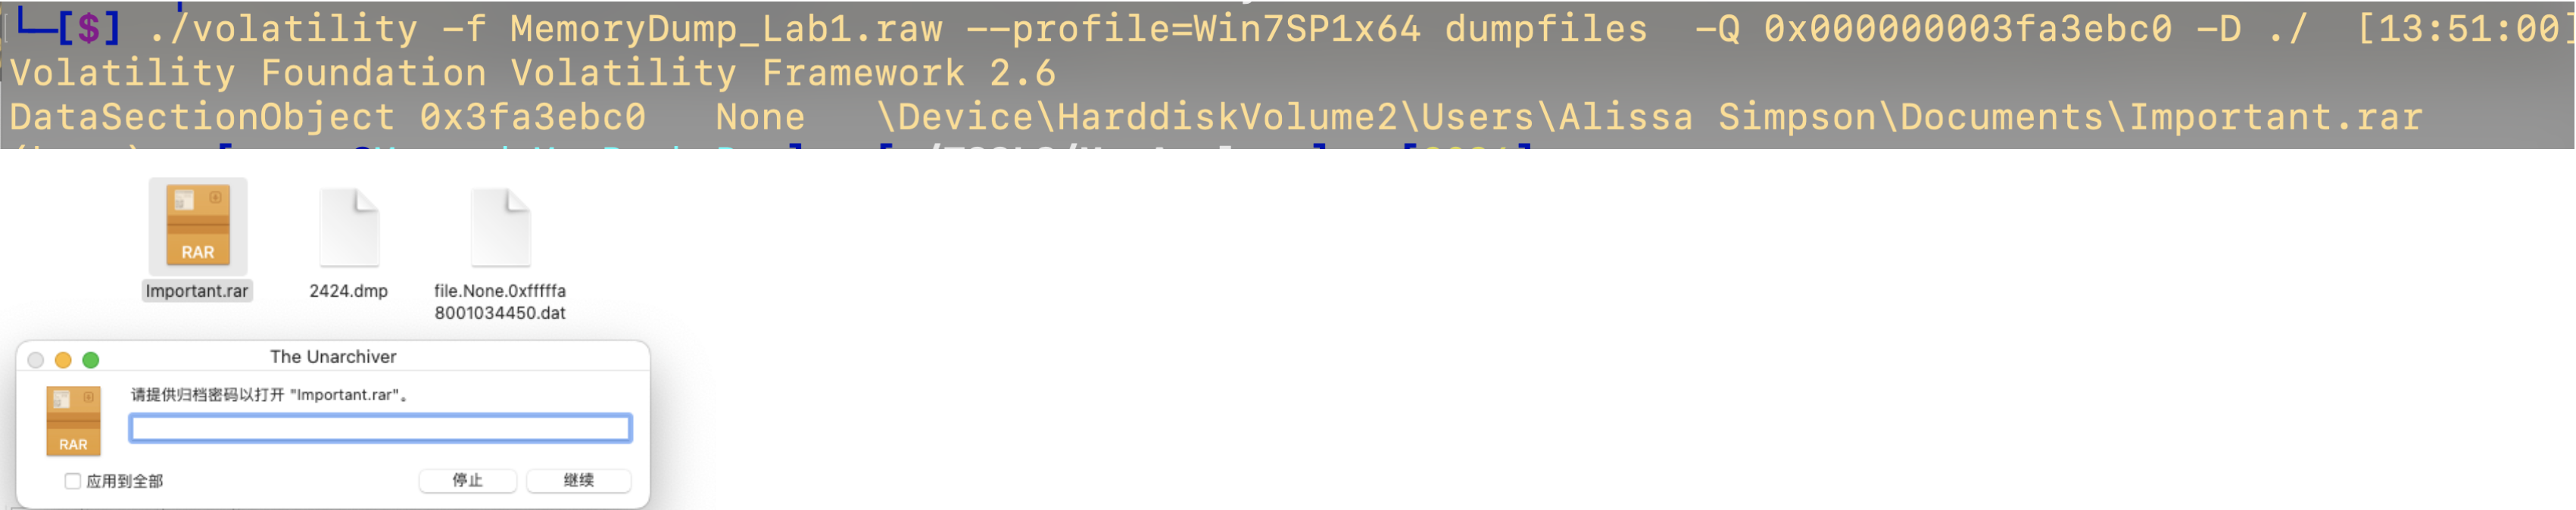 └─[$] ./volatility -f MemoryDump_Lab1.raw --profile=Win7SP1x64 dumpfiles  -Q 0x000000003fa3ebc0 -D ./  [13:51:00]
Volatility Foundation Volatility Framework 2.6
DataSectionObject 0x3fa3ebc0   None   \Device\HarddiskVolume2\Users\Alissa Simpson\Documents\Important.rar
RAR
Important.rar
2424.dmp
file.None.0xfffffa
8001034450.dat
The Unarchiver
请提供归档密码以打开 "Important.rar"。
RAR
应用到全部
停止
继续